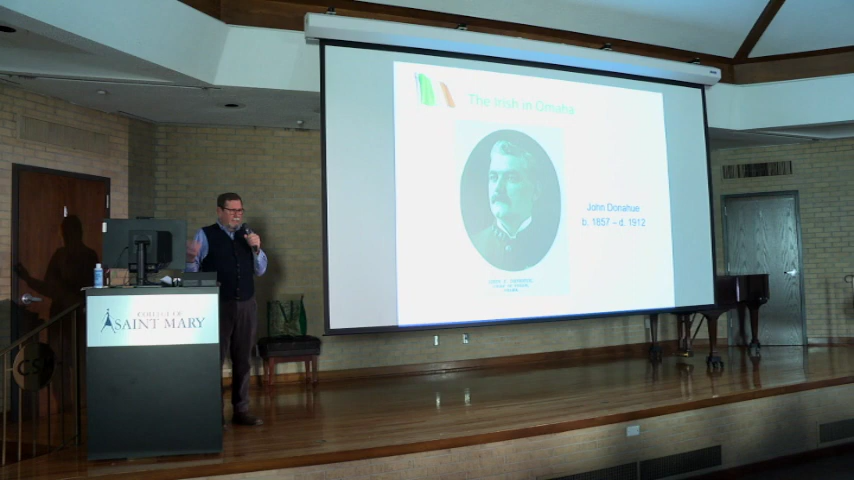 The Irish in Omaha
John Donahue
b. 1857 – d. 1912
COLLEGE OF
SAINT MARY